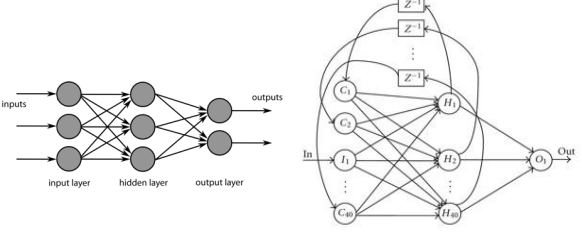 inputs
outputs
input layer
hidden layer
output layer
Z⁻¹
Z⁻¹
⋮
Z⁻¹
C₁
C₂
H₁
In
I₁
H₂
O₁
Out
⋮
⋮
C₄₀
H₄₀